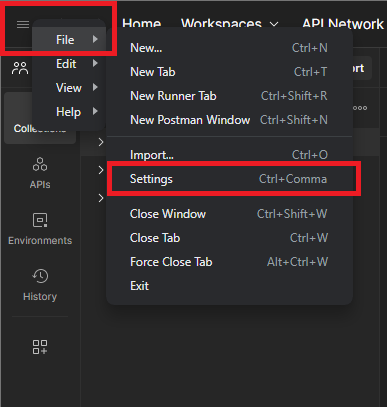 Home Workspaces API Network
File
Edit
View
Help
New... Ctrl+N
New Tab Ctrl+T
New Runner Tab Ctrl+Shift+R
New Postman Window Ctrl+Shift+N
Import... Ctrl+O
Settings Ctrl+Comma
Close Window Ctrl+Shift+W
Close Tab Ctrl+W
Force Close Tab Alt+Ctrl+W
Exit
ort
Collections
APIs
Environments
History